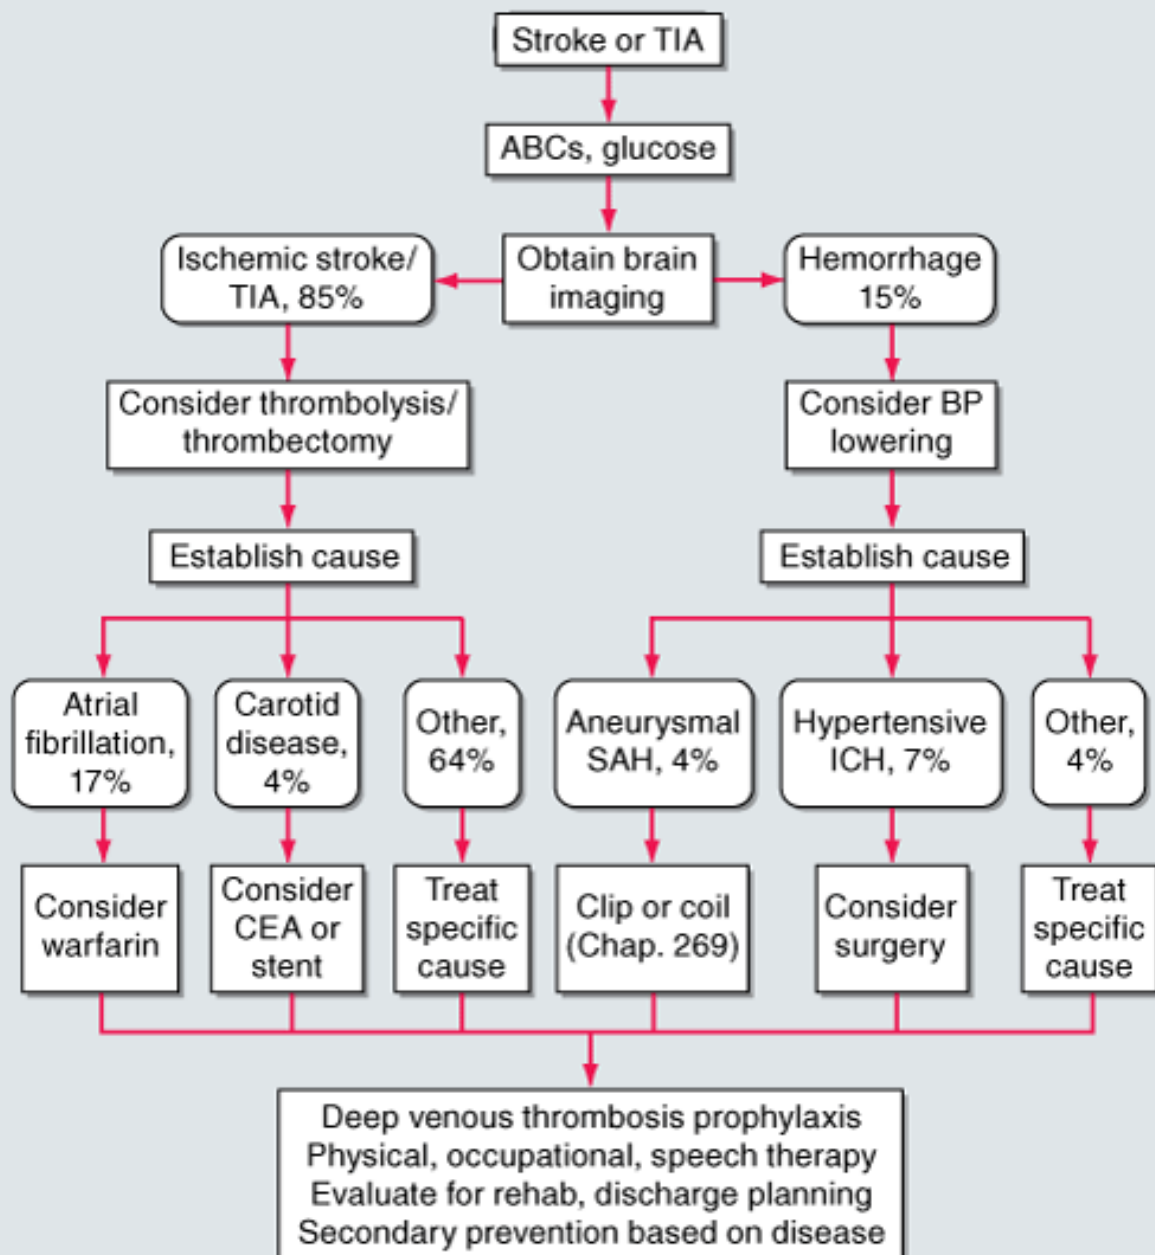 Stroke or TIA
ABCs, glucose
Ischemic stroke/
TIA, 85%
Obtain brain
imaging
Hemorrhage
15%
Consider thrombolysis/
thrombectomy
Consider BP
lowering
Establish cause
Establish cause
Atrial
fibrillation,
17%
Carotid
disease,
4%
Other,
64%
Aneurysmal
SAH, 4%
Hypertensive
ICH, 7%
Other,
4%
Consider
warfarin
Consider
CEA or
stent
Treat
specific
cause
Clip or coil
(Chap. 269)
Consider
surgery
Treat
specific
cause
Deep venous thrombosis prophylaxis
Physical, occupational, speech therapy
Evaluate for rehab, discharge planning
Secondary prevention based on disease